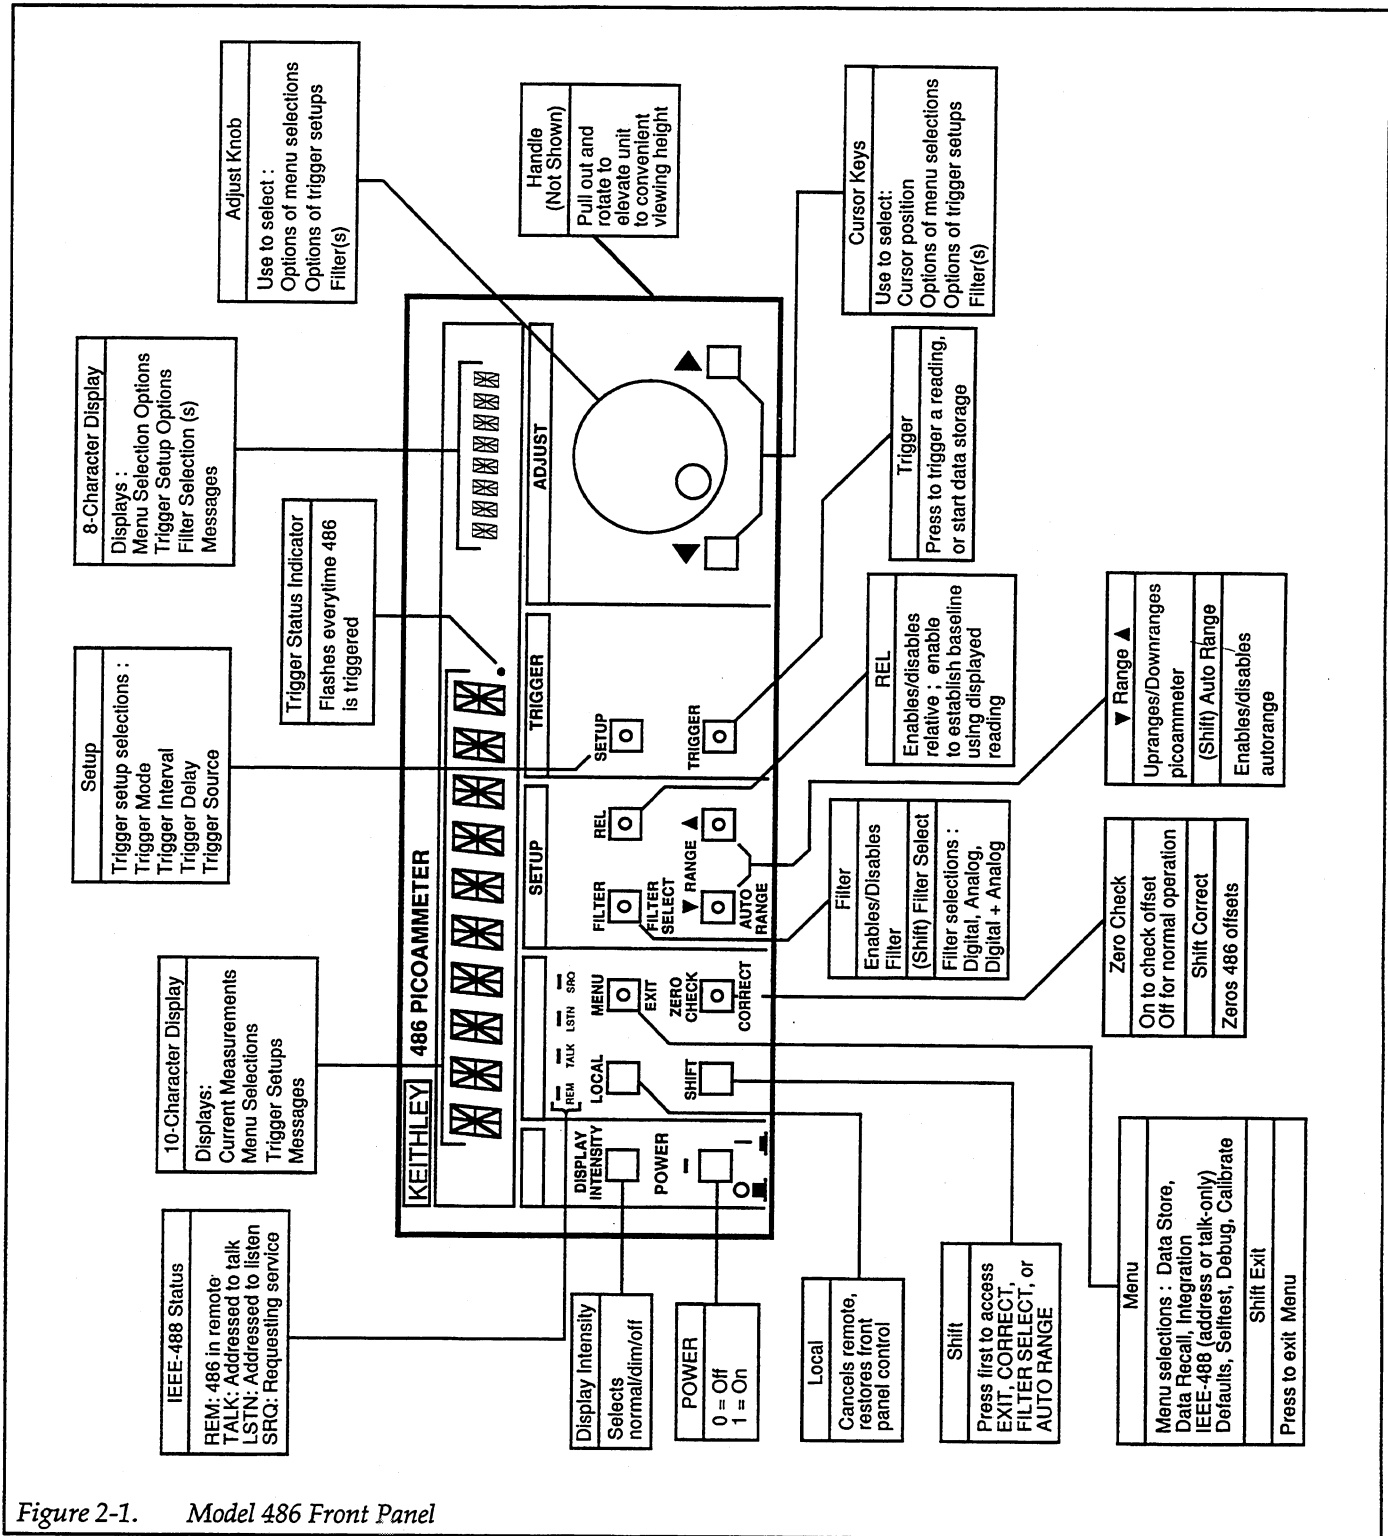 IEEE-488 Status
REM: 486 in remote
TALK: Addressed to talk
LSTN: Addressed to listen
SRQ: Requesting service
10-Character Display
Displays:
Current Measurements
Menu Selections
Trigger Setups
Messages
Setup
Trigger setup selections :
Trigger Mode
Trigger Interval
Trigger Delay
Trigger Source
Trigger Status Indicator
Flashes everytime 486
is triggered
8-Character Display
Displays :
Menu Selection Options
Trigger Setup Options
Filter Selection (s)
Messages
Adjust Knob
Use to select :
Options of menu selections
Options of trigger setups
Filter(s)
Handle
(Not Shown)
Pull out and
rotate to
elevate unit
to convenient
viewing height
KEITHLEY 486 PICOAMMETER
SETUP TRIGGER ADJUST
REM TALK LSTN SRQ
DISPLAY
INTENSITY
LOCAL
MENU
EXIT
FILTER
FILTER
SELECT
REL
SETUP
POWER
SHIFT
ZERO
CHECK
CORRECT
▼ RANGE ▲
AUTO
RANGE
TRIGGER
Display Intensity
Selects
normal/dim/off
POWER
0 = Off
1 = On
Local
Cancels remote,
restores front
panel control
Shift
Press first to access
EXIT, CORRECT,
FILTER SELECT, or
AUTO RANGE
Menu
Menu selections : Data Store,
Data Recall, Integration
IEEE-488 (address or talk-only)
Defaults, Selftest, Debug, Calibrate
Shift Exit
Press to exit Menu
Zero Check
On to check offset
Off for normal operation
Shift Correct
Zeros 486 offsets
Filter
Enables/Disables
Filter
(Shift) Filter Select
Filter selections :
Digital, Analog,
Digital + Analog
▼ Range ▲
Upranges/Downranges
picoammeter
(Shift) Auto Range
Enables/disables
autorange
REL
Enables/disables
relative ; enable
to establish baseline
using displayed
reading
Trigger
Press to trigger a reading,
or start data storage
Cursor Keys
Use to select:
Cursor position
Options of menu selections
Options of trigger setups
Filter(s)
Figure 2-1. Model 486 Front Panel